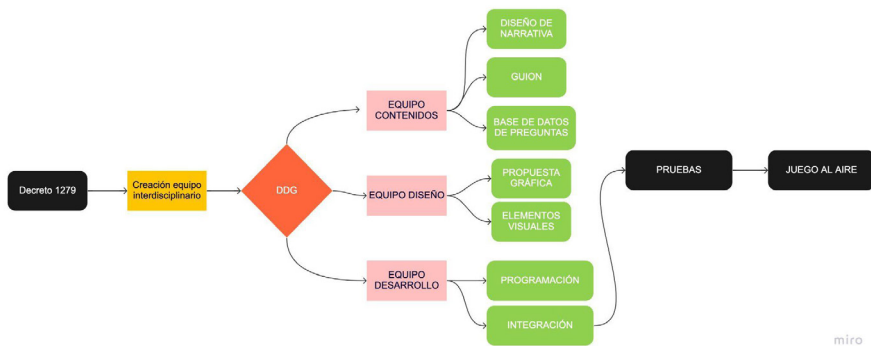 Decreto 1279
Creación equipo
interdisciplinario
DDG
EQUIPO
CONTENIDOS
DISEÑO DE
NARRATIVA
GUION
BASE DE DATOS
DE PREGUNTAS
EQUIPO DISEÑO
PROPUESTA
GRÁFICA
ELEMENTOS
VISUALES
EQUIPO
DESARROLLO
PROGRAMACIÓN
INTEGRACIÓN
PRUEBAS
JUEGO AL AIRE
miro